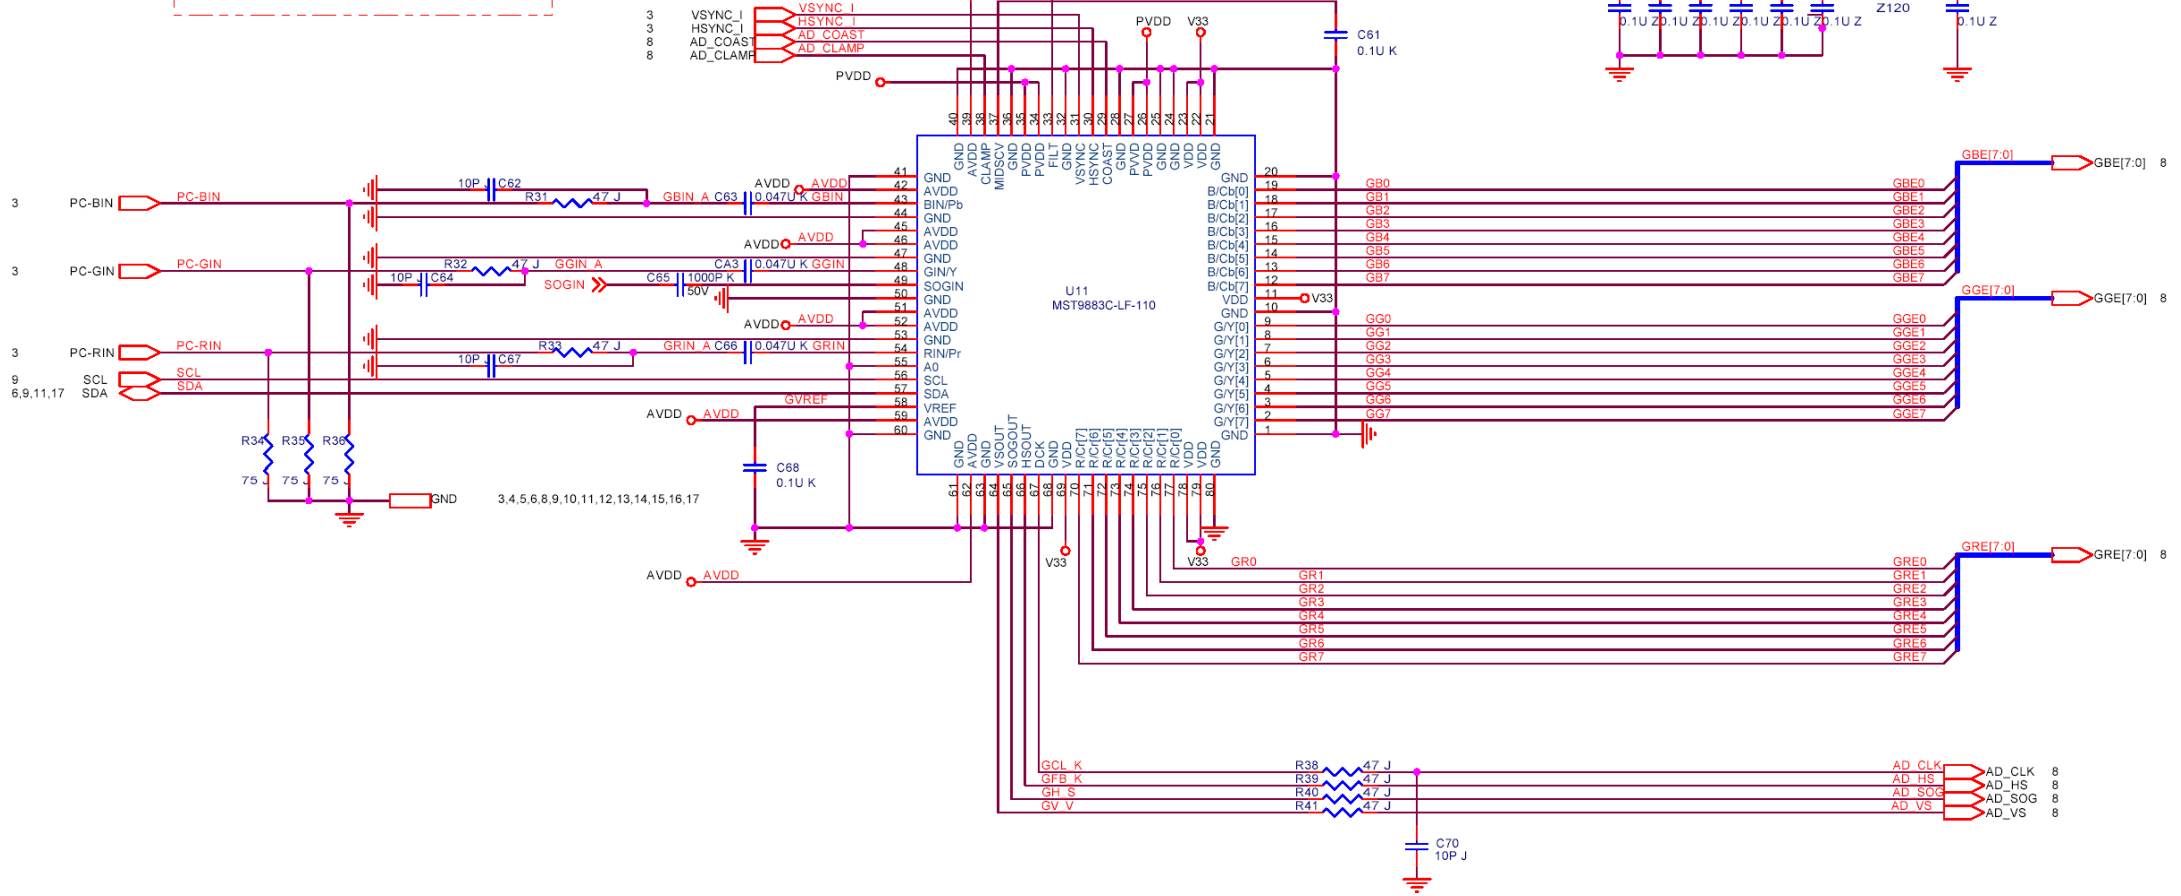 3 VSYNC_I VSYNC_I
3 HSYNC_I HSYNC_I
8 AD_COAST AD_COAST
8 AD_CLAMP AD_CLAMP
PVDD
PVDD V33
C61
0.1U K
0.1U Z 0.1U Z 0.1U Z 0.1U Z 0.1U Z 0.1U Z
Z120
0.1U Z
40 39 38 37 36 35 34 33 32 31 30 29 28 27 26 25 24 23 22 21
GND AVDD CLAMP MIDSCV GND PVDD PVDD FILT GND VSYNC HSYNC COAST GND PVVD PVDD GND GND VDD VDD GND
U11
MST9883C-LF-110
41 GND
42 AVDD
43 BIN/Pb
44 GND
45 AVDD
46 AVDD
47 GND
48 GIN/Y
49 SOGIN
50 GND
51 AVDD
52 AVDD
53 GND
54 RIN/Pr
55 A0
56 SCL
57 SDA
58 VREF
59 AVDD
60 GND
GND 20
B/Cb[0] 19
B/Cb[1] 18
B/Cb[2] 17
B/Cb[3] 16
B/Cb[4] 15
B/Cb[5] 14
B/Cb[6] 13
B/Cb[7] 12
VDD 11 V33
GND 10
G/Y[0] 9
G/Y[1] 8
G/Y[2] 7
G/Y[3] 6
G/Y[4] 5
G/Y[5] 4
G/Y[6] 3
G/Y[7] 2
GND 1
GND AVDD GND VSOUT SOGOUT HSOUT DCK GND VDD R/Cr[7] R/Cr[6] R/Cr[5] R/Cr[4] R/Cr[3] R/Cr[2] R/Cr[1] R/Cr[0] VDD VDD GND
61 62 63 64 65 66 67 68 69 70 71 72 73 74 75 76 77 78 79 80
10P J C62
AVDD AVDD
3 PC-BIN PC-BIN
R31 47 J
GBIN_A C63 0.047U K GBIN
AVDD AVDD
3 PC-GIN PC-GIN
R32 47 J
GGIN_A CA3 0.047U K GGIN
10P J C64
SOGIN C65 1000P K
50V
AVDD AVDD
3 PC-RIN PC-RIN
R33 47 J
GRIN_A C66 0.047U K GRIN
10P J C67
9 SCL SCL
6,9,11,17 SDA SDA
GVREF
AVDD AVDD
R34 R35 R36
75 J 75 J 75 J
C68
0.1U K
GND 3,4,5,6,8,9,10,11,12,13,14,15,16,17
AVDD AVDD
V33 V33
GBE[7:0] GBE[7:0] 8
GB0 GBE0
GB1 GBE1
GB2 GBE2
GB3 GBE3
GB4 GBE4
GB5 GBE5
GB6 GBE6
GB7 GBE7
GGE[7:0] GGE[7:0] 8
GG0 GGE0
GG1 GGE1
GG2 GGE2
GG3 GGE3
GG4 GGE4
GG5 GGE5
GG6 GGE6
GG7 GGE7
GRE[7:0] GRE[7:0] 8
GR0 GRE0
GR1 GRE1
GR2 GRE2
GR3 GRE3
GR4 GRE4
GR5 GRE5
GR6 GRE6
GR7 GRE7
GCL_K R38 47 J AD_CLK AD_CLK 8
GFB_K R39 47 J AD_HS AD_HS 8
GH_S R40 47 J AD_SOG AD_SOG 8
GV_V R41 47 J AD_VS AD_VS 8
C70
10P J